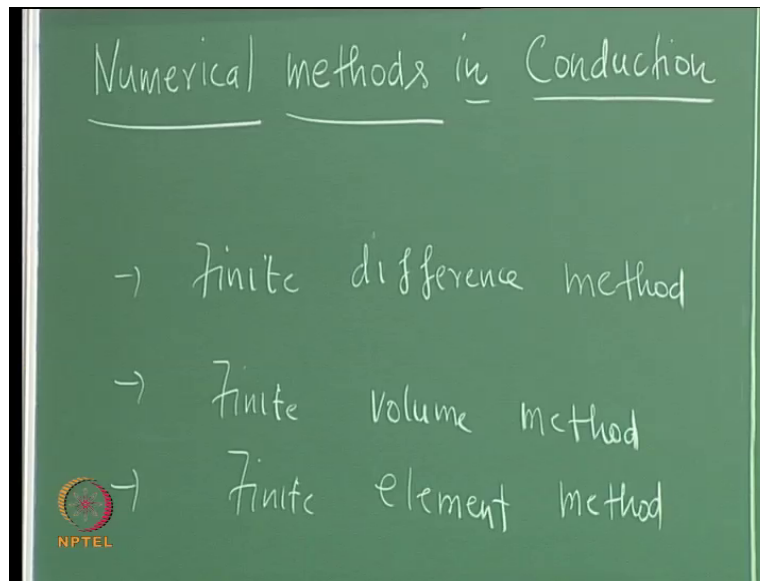 Numerical methods in Conduction
→ Finite difference method
→ Finite volume method
→ Finite element method
NPTEL